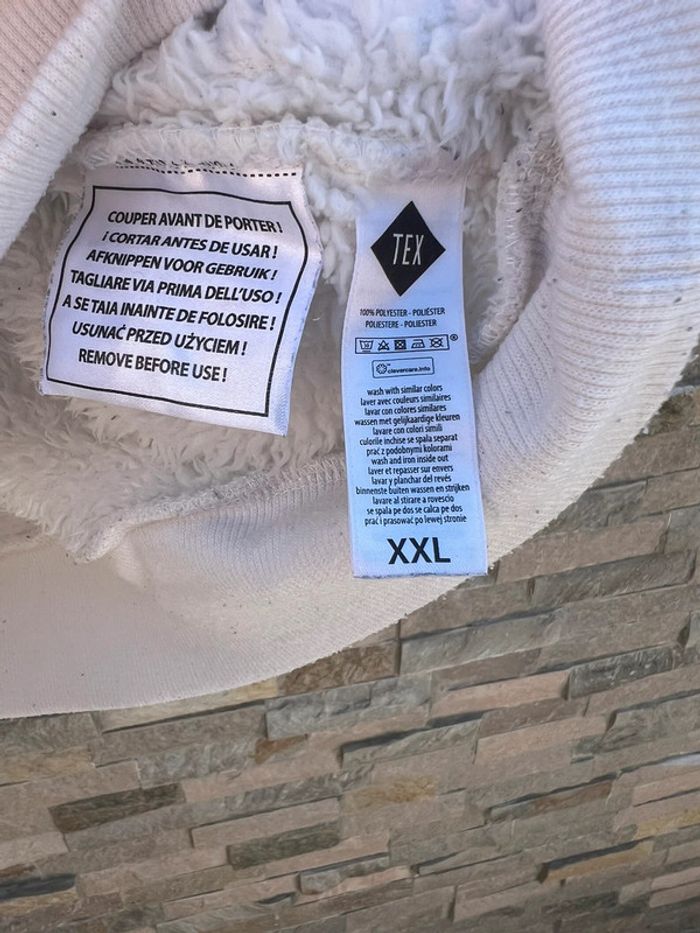 COUPER AVANT DE PORTER !
¡ CORTAR ANTES DE USAR !
AFKNIPPEN VOOR GEBRUIK !
TAGLIARE VIA PRIMA DELL'USO !
A SE TAIA INAINTE DE FOLOSIRE !
USUNAĆ PRZED UŻYCIEM !
REMOVE BEFORE USE !
TEX
100% POLYESTER - POLIÉSTER
POLIESTERE - POLIESTER
clevercare.info
wash with similar colors
laver avec couleurs similaires
lavar con colores similares
wassen met gelijkaardige kleuren
lavare con colori simili
culorile inchise se spala separat
prać z podobnymi kolorami
wash and iron inside out
laver et repasser sur envers
lavar y planchar del revés
binnenste buiten wassen en strijken
lavare al stirare a rovescio
se spala pe dos se calca pe dos
prać i prasować po lewej stronie
XXL